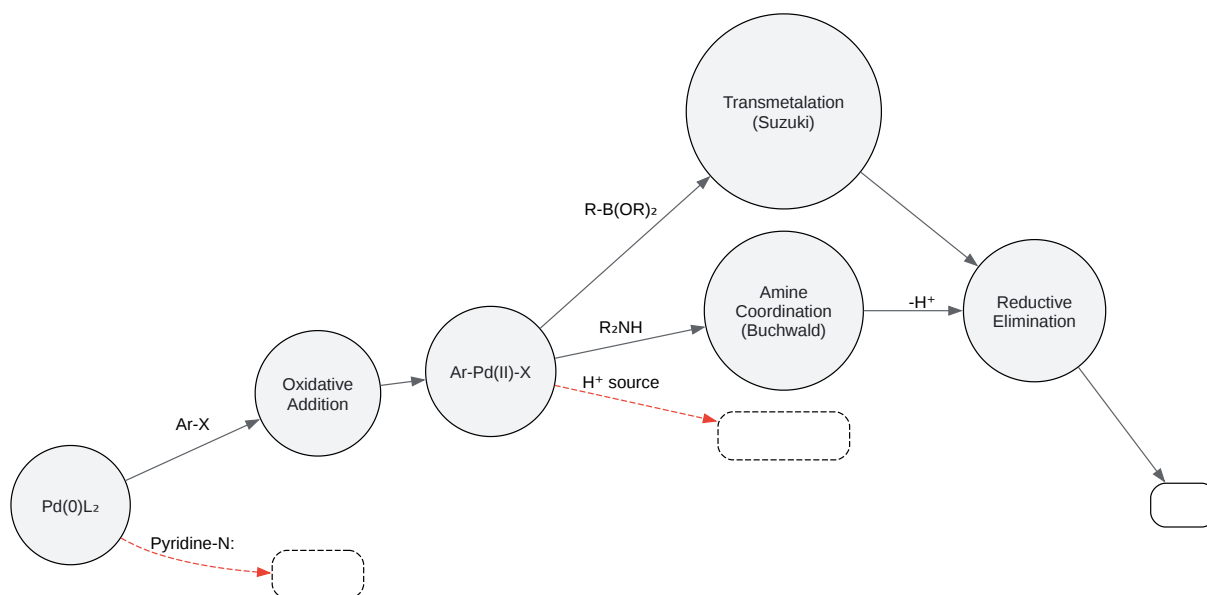 Transmetalation
(Suzuki)
R-B(OR)₂
Amine
Coordination
(Buchwald)
-H⁺
Reductive
Elimination
R₂NH
Ar-Pd(II)-X
H⁺ source
Oxidative
Addition
Ar-X
Pd(0)L₂
Pyridine-N: